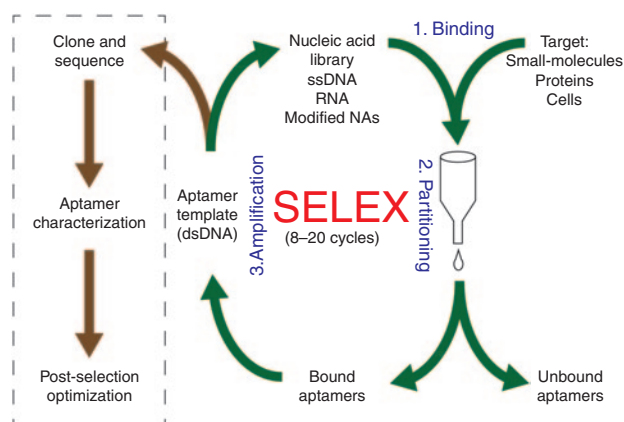 Clone and
sequence
Aptamer
characterization
Post-selection
optimization
Nucleic acid
library
ssDNA
RNA
Modified NAs
1. Binding
Target:
Small-molecules
Proteins
Cells
2. Partitioning
SELEX
(8–20 cycles)
3.Amplification
Aptamer
template
(dsDNA)
Bound
aptamers
Unbound
aptamers